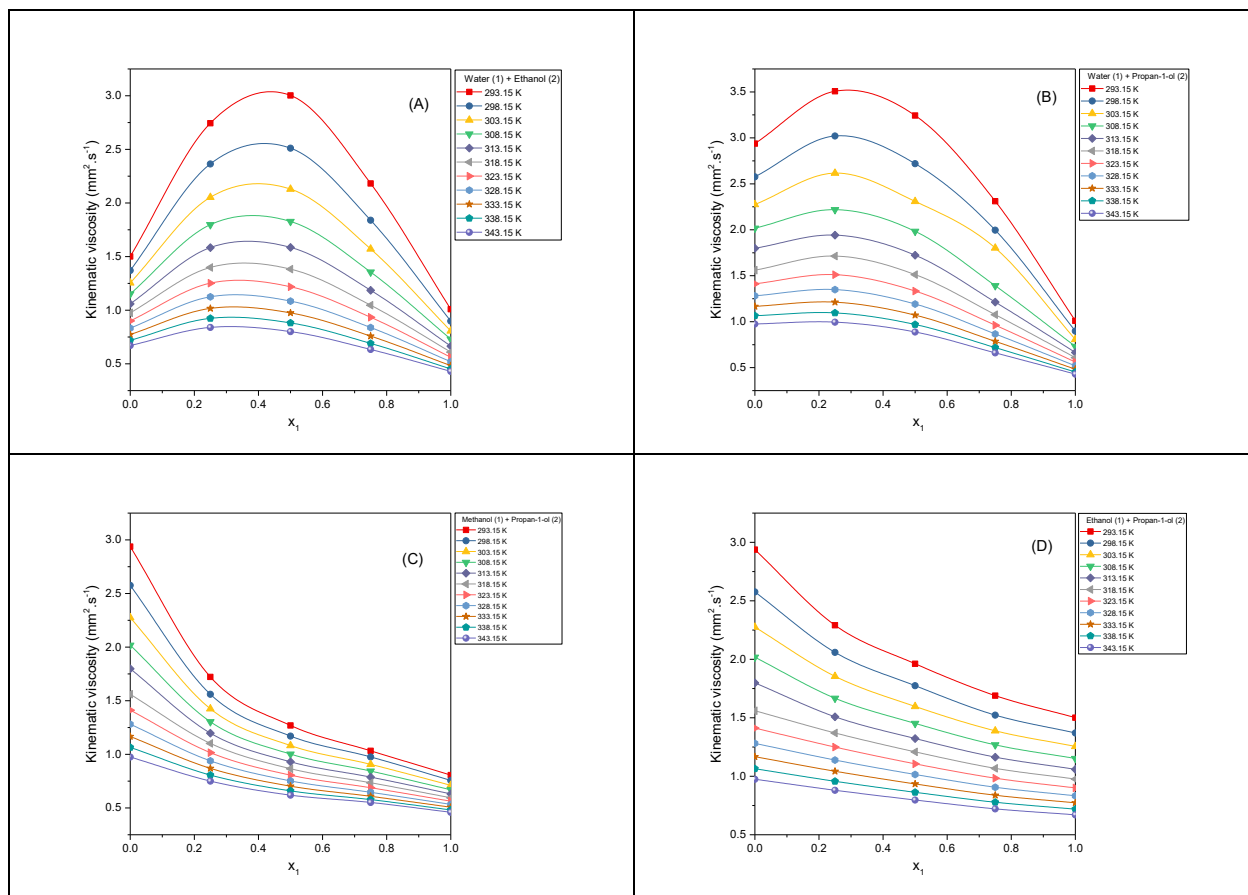 Kinematic viscosity (mm².s⁻¹)
3.0
2.5
2.0
1.5
1.0
0.5
0.0 0.2 0.4 0.6 0.8 1.0
x₁
(A)
Water (1) + Ethanol (2)
293.15 K
298.15 K
303.15 K
308.15 K
313.15 K
318.15 K
323.15 K
328.15 K
333.15 K
338.15 K
343.15 K
Kinematic viscosity (mm².s⁻¹)
3.5
3.0
2.5
2.0
1.5
1.0
0.5
0.0 0.2 0.4 0.6 0.8 1.0
x₁
(B)
Water (1) + Propan-1-ol (2)
293.15 K
298.15 K
303.15 K
308.15 K
313.15 K
318.15 K
323.15 K
328.15 K
333.15 K
338.15 K
343.15 K
Kinematic viscosity (mm².s⁻¹)
3.0
2.5
2.0
1.5
1.0
0.5
0.0 0.2 0.4 0.6 0.8 1.0
x₁
(C)
Methanol (1) + Propan-1-ol (2)
293.15 K
298.15 K
303.15 K
308.15 K
313.15 K
318.15 K
323.15 K
328.15 K
333.15 K
338.15 K
343.15 K
Kinematic viscosity (mm².s⁻¹)
3.0
2.5
2.0
1.5
1.0
0.5
0.0 0.2 0.4 0.6 0.8 1.0
x₁
(D)
Ethanol (1) + Propan-1-ol (2)
293.15 K
298.15 K
303.15 K
308.15 K
313.15 K
318.15 K
323.15 K
328.15 K
333.15 K
338.15 K
343.15 K